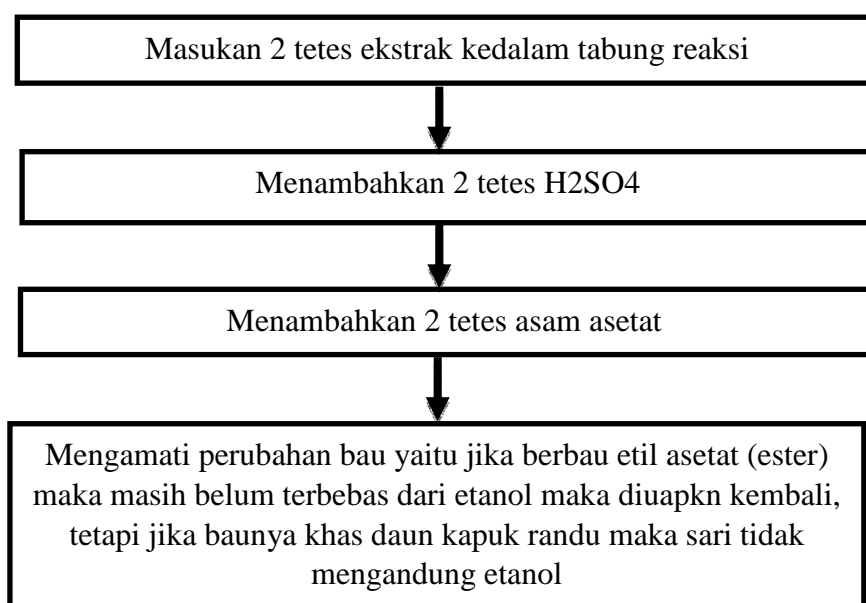 Masukan 2 tetes ekstrak kedalam tabung reaksi
Menambahkan 2 tetes H2SO4
Menambahkan 2 tetes asam asetat
Mengamati perubahan bau yaitu jika berbau etil asetat (ester)
maka masih belum terbebas dari etanol maka diuapkn kembali,
tetapi jika baunya khas daun kapuk randu maka sari tidak
mengandung etanol